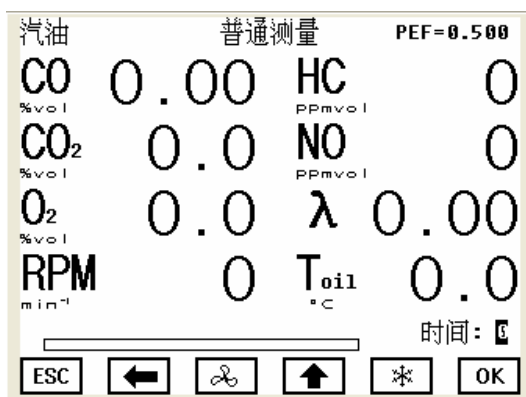 汽油 普通测量 PEF=0.500
CO 0.00 HC 0
%vol ppmvol
CO₂ 0.0 NO 0
%vol ppmvol
O₂ 0.0 λ 0.00
%vol
RPM 0 Toil 0.0
min⁻¹ °C
时间:
ESC OK